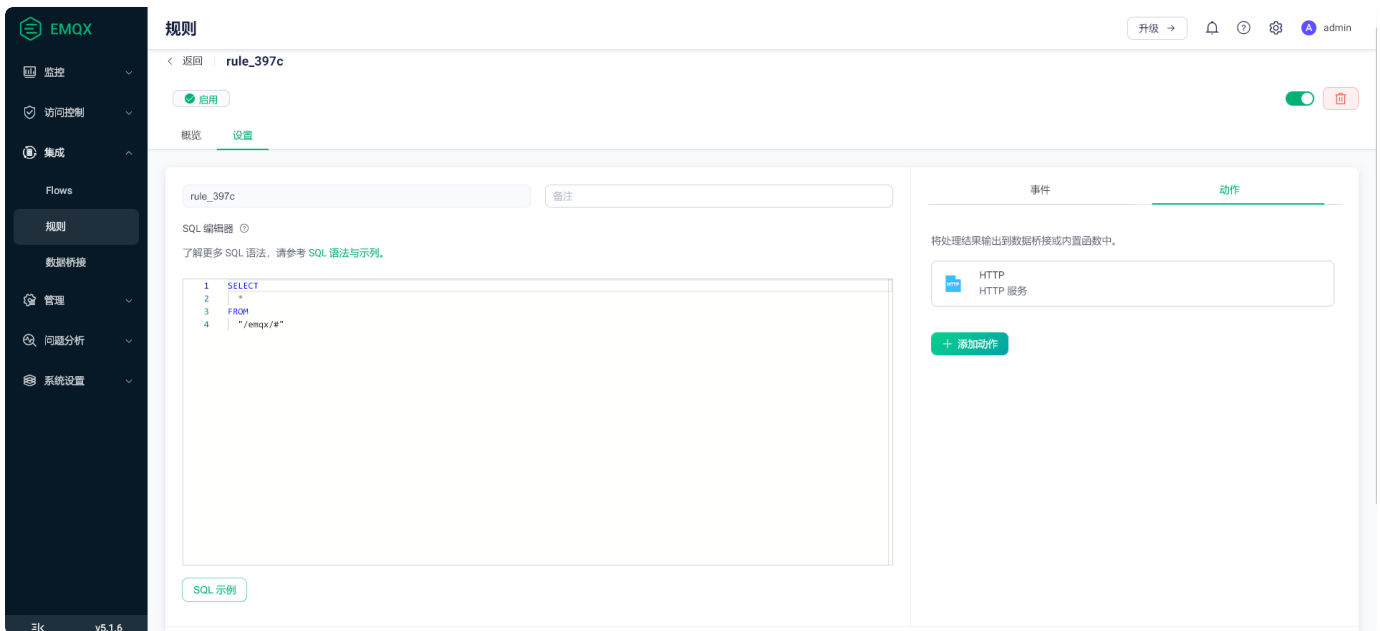 EMQX
规则
升级 →
A admin
监控
访问控制
集成
Flows
规则
数据桥接
管理
问题分析
系统设置
v5.1.6
< 返回 rule_397c
启用
概览 设置
rule_397c
备注
SQL 编辑器
了解更多 SQL 语法，请参考 SQL 语法与示例。
1 SELECT
2 *
3 FROM
4 "/emqx/#"
SQL 示例
事件 动作
将处理结果输出到数据桥接或内置函数中。
HTTP
HTTP
HTTP 服务
+ 添加动作